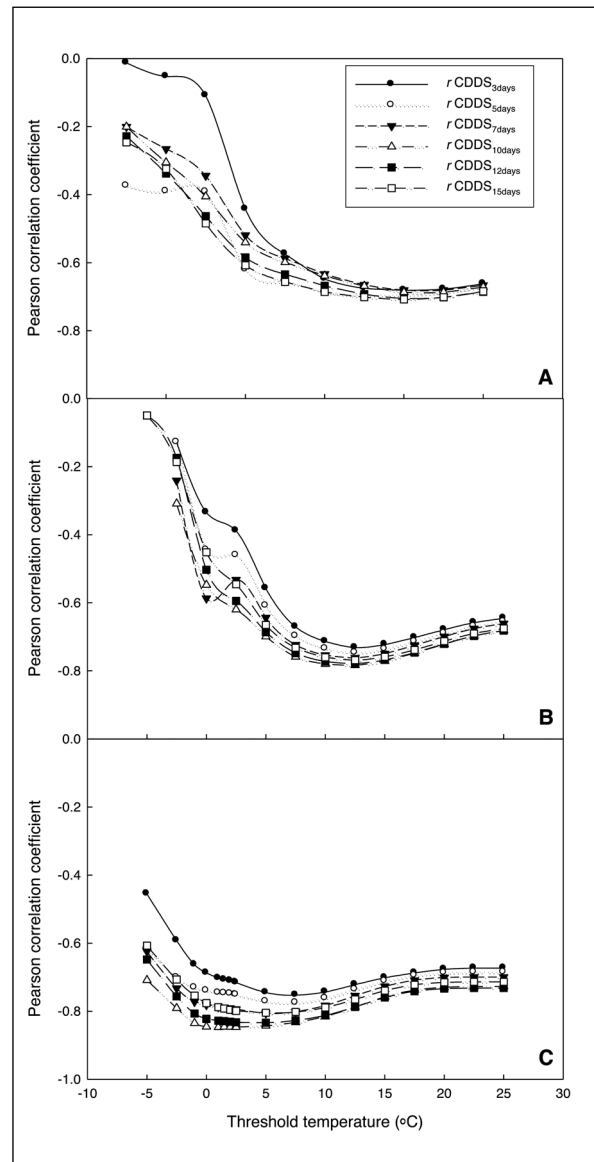 0.0
-0.2
-0.4
-0.6
-0.8
Pearson correlation coefficient
r CDDS3days
r CDDS5days
r CDDS7days
r CDDS10days
r CDDS12days
r CDDS15days
A
0.0
-0.2
-0.4
-0.6
-0.8
Pearson correlation coefficient
B
0.0
-0.2
-0.4
-0.6
-0.8
-1.0
Pearson correlation coefficient
C
-10 -5 0 5 10 15 20 25 30
Threshold temperature (oC)